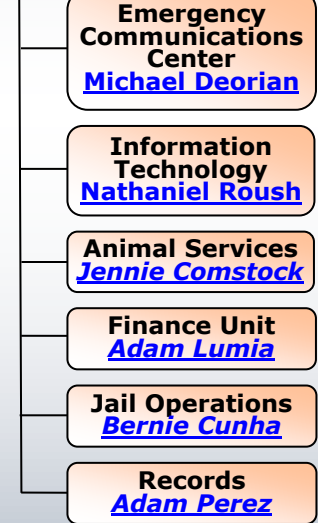 Emergency
Communications
Center
Michael Deorian
Information
Technology
Nathaniel Roush
Animal Services
Jennie Comstock
Finance Unit
Adam Lumia
Jail Operations
Bernie Cunha
Records
Adam Perez